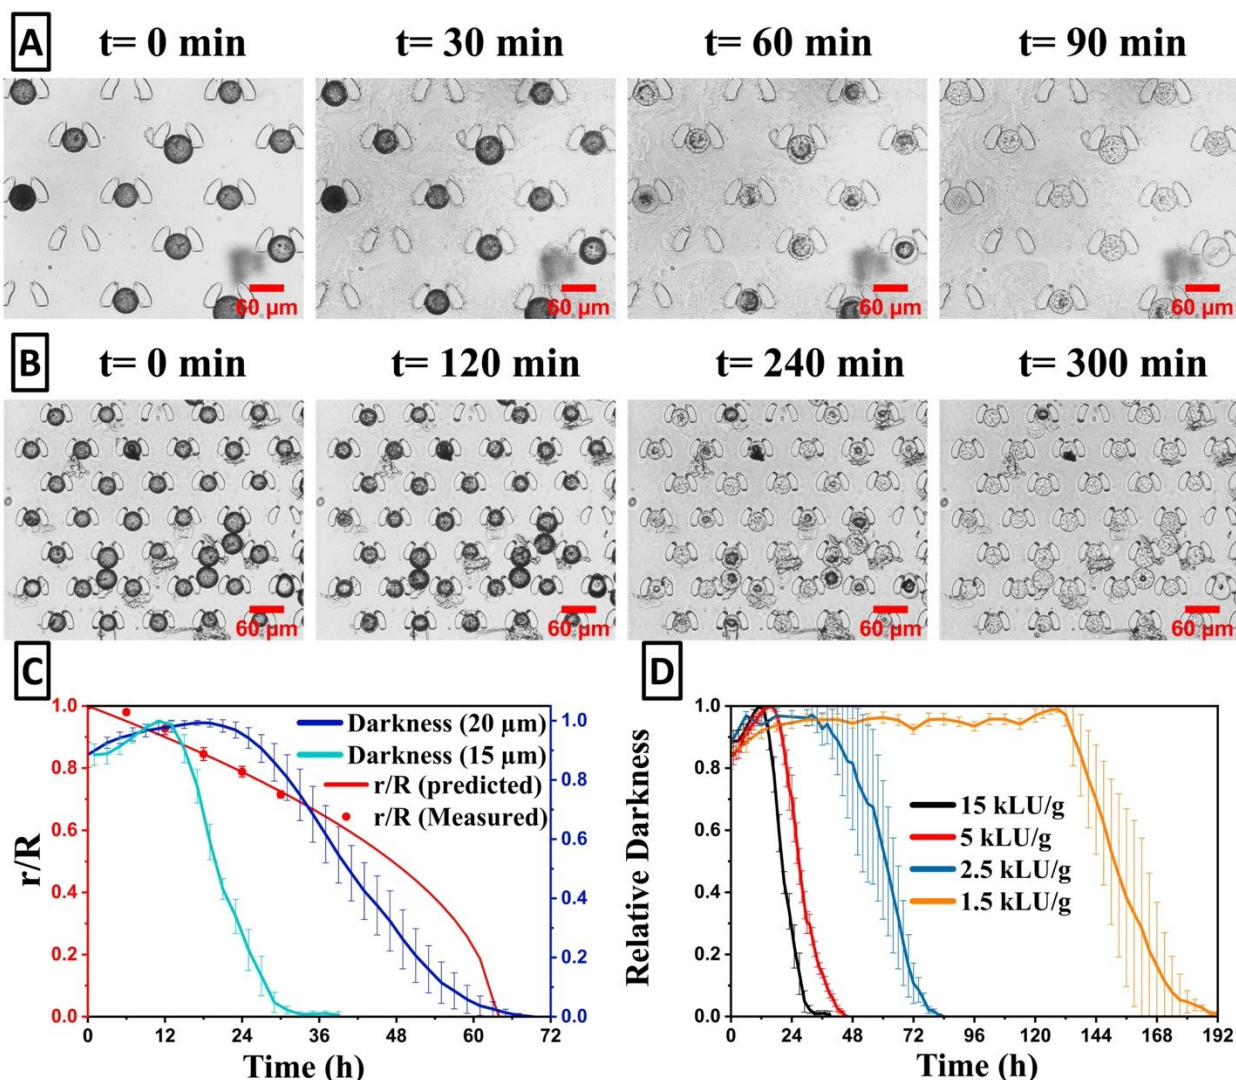 A
t= 0 min t= 30 min t= 60 min t= 90 min
60 µm 60 µm 60 µm 60 µm
B
t= 0 min t= 120 min t= 240 min t= 300 min
60 µm 60 µm 60 µm 60 µm
C
r/R
1.0
0.8
0.6
0.4
0.2
0.0
Darkness (20 µm)
Darkness (15 µm)
r/R (predicted)
r/R (Measured)
1.0
0.8
0.6
0.4
0.2
0.0
0 12 24 36 48 60 72
Time (h)
D
Relative Darkness
1.0
0.8
0.6
0.4
0.2
0.0
15 kLU/g
5 kLU/g
2.5 kLU/g
1.5 kLU/g
0 24 48 72 96 120 144 168 192
Time (h)